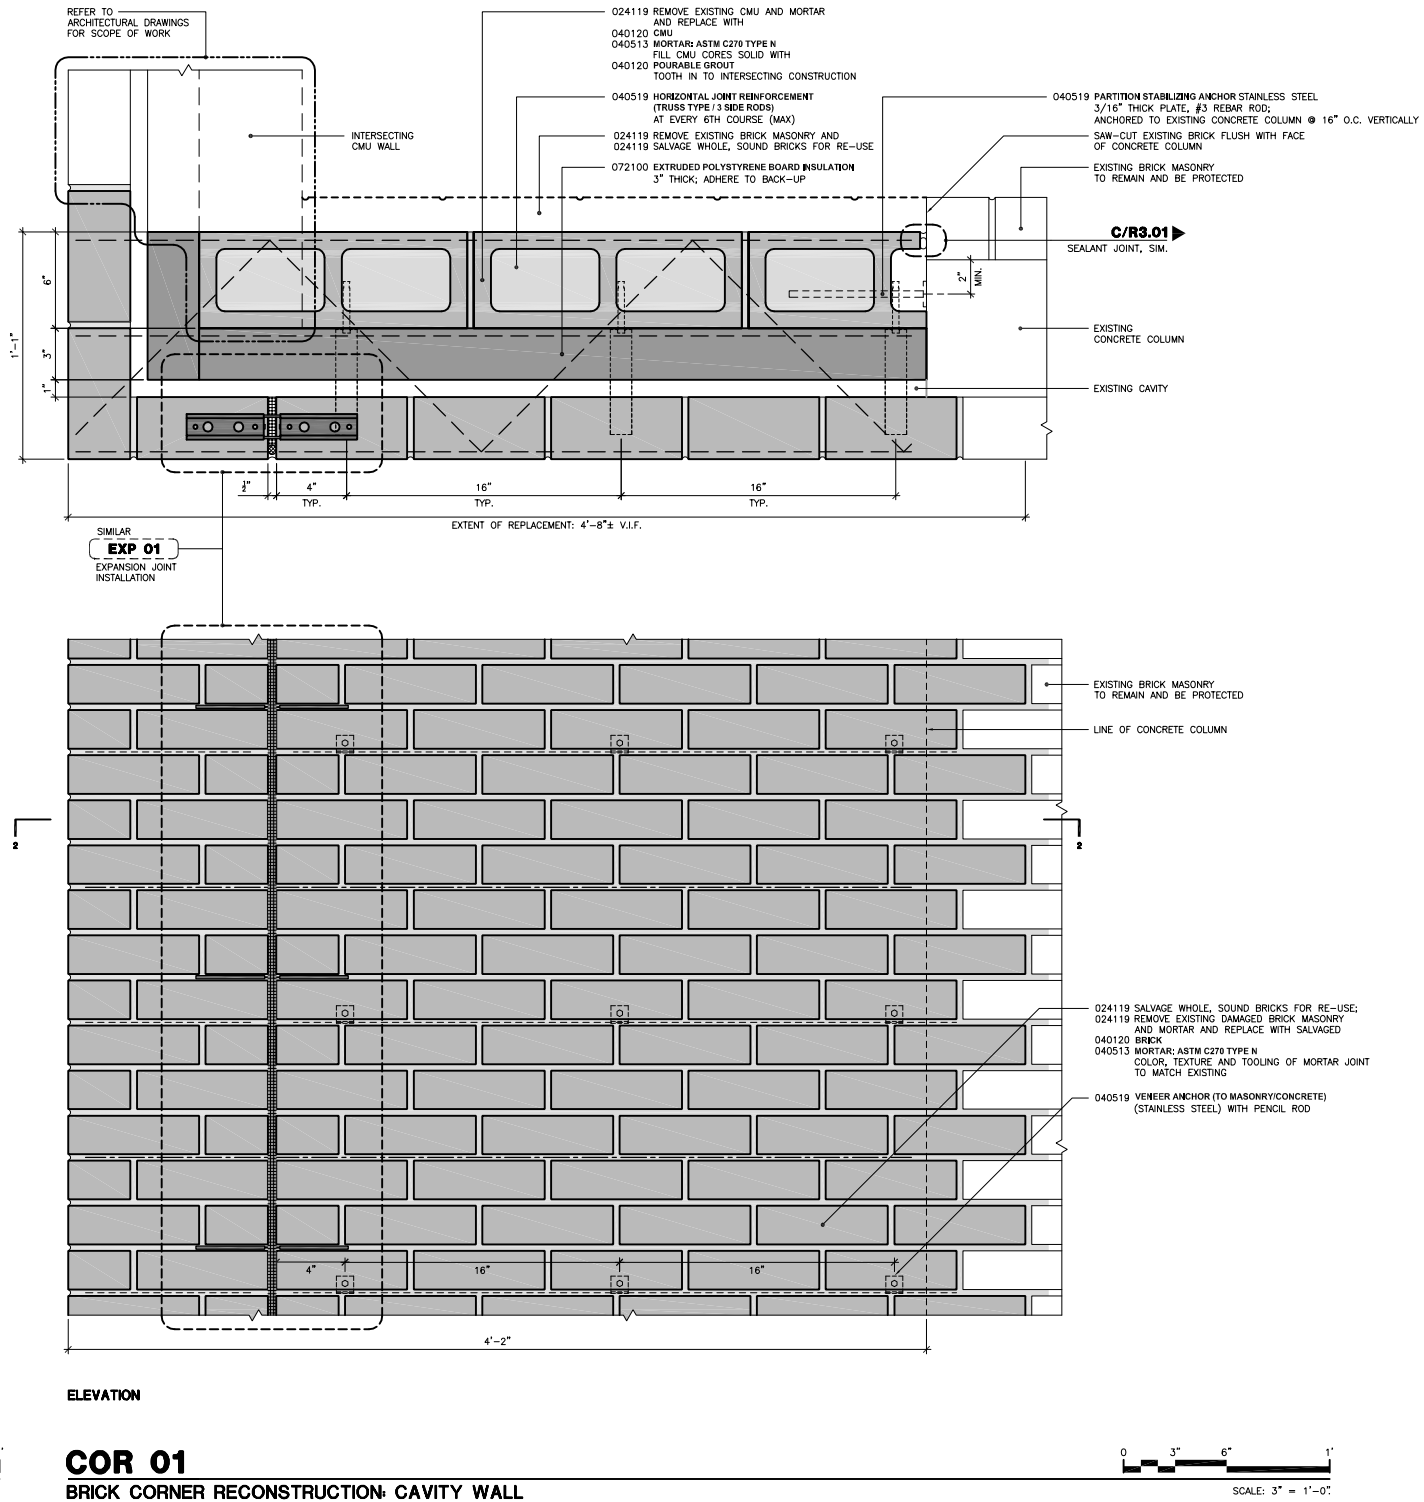 REFER TO
ARCHITECTURAL DRAWINGS
FOR SCOPE OF WORK
INTERSECTING
CMU WALL
024119 REMOVE EXISTING CMU AND MORTAR
AND REPLACE WITH
040120 CMU
040513 MORTAR: ASTM C270 TYPE N
FILL CMU CORES SOLID WITH
040120 POURABLE GROUT
TOOTH IN TO INTERSECTING CONSTRUCTION
040519 HORIZONTAL JOINT REINFORCEMENT
(TRUSS TYPE / 3 SIDE RODS)
AT EVERY 6TH COURSE (MAX)
024119 REMOVE EXISTING BRICK MASONRY AND
024119 SALVAGE WHOLE, SOUND BRICKS FOR RE-USE
072100 EXTRUDED POLYSTYRENE BOARD INSULATION
3" THICK; ADHERE TO BACK-UP
040519 PARTITION STABILIZING ANCHOR STAINLESS STEEL
3/16" THICK PLATE, #3 REBAR ROD;
ANCHORED TO EXISTING CONCRETE COLUMN @ 16" O.C. VERTICALLY
SAW-CUT EXISTING BRICK FLUSH WITH FACE
OF CONCRETE COLUMN
EXISTING BRICK MASONRY
TO REMAIN AND BE PROTECTED
C/R3.01
SEALANT JOINT, SIM.
2"
MIN.
EXISTING
CONCRETE COLUMN
EXISTING CAVITY
1'-1"
6"
3"
1"
½"
4"
TYP.
16"
TYP.
16"
TYP.
EXTENT OF REPLACEMENT: 4'-8"± V.I.F.
SIMILAR
EXP 01
EXPANSION JOINT
INSTALLATION
EXISTING BRICK MASONRY
TO REMAIN AND BE PROTECTED
LINE OF CONCRETE COLUMN
2
2
024119 SALVAGE WHOLE, SOUND BRICKS FOR RE-USE;
024119 REMOVE EXISTING DAMAGED BRICK MASONRY
AND MORTAR AND REPLACE WITH SALVAGED
040120 BRICK
040513 MORTAR: ASTM C270 TYPE N
COLOR, TEXTURE AND TOOLING OF MORTAR JOINT
TO MATCH EXISTING
040519 VENEER ANCHOR (TO MASONRY/CONCRETE)
(STAINLESS STEEL) WITH PENCIL ROD
4"
16"
16"
4'-2"
ELEVATION
COR 01
BRICK CORNER RECONSTRUCTION: CAVITY WALL
0 3" 6" 1'
SCALE: 3" = 1'-0"